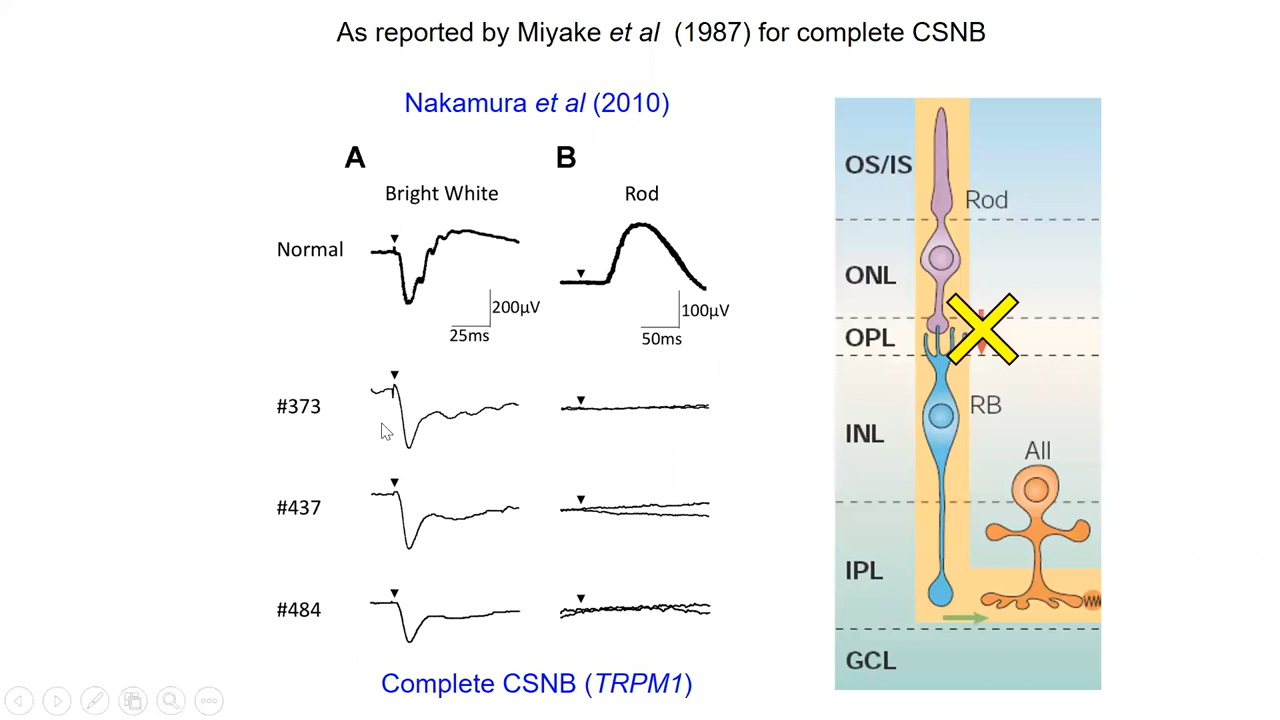 As reported by Miyake et al (1987) for complete CSNB
Nakamura et al (2010)
A
B
Bright White
Rod
Normal
200µV
25ms
100µV
50ms
#373
#437
#484
Complete CSNB (TRPM1)
OS/IS
Rod
ONL
OPL
RB
INL
AII
IPL
GCL